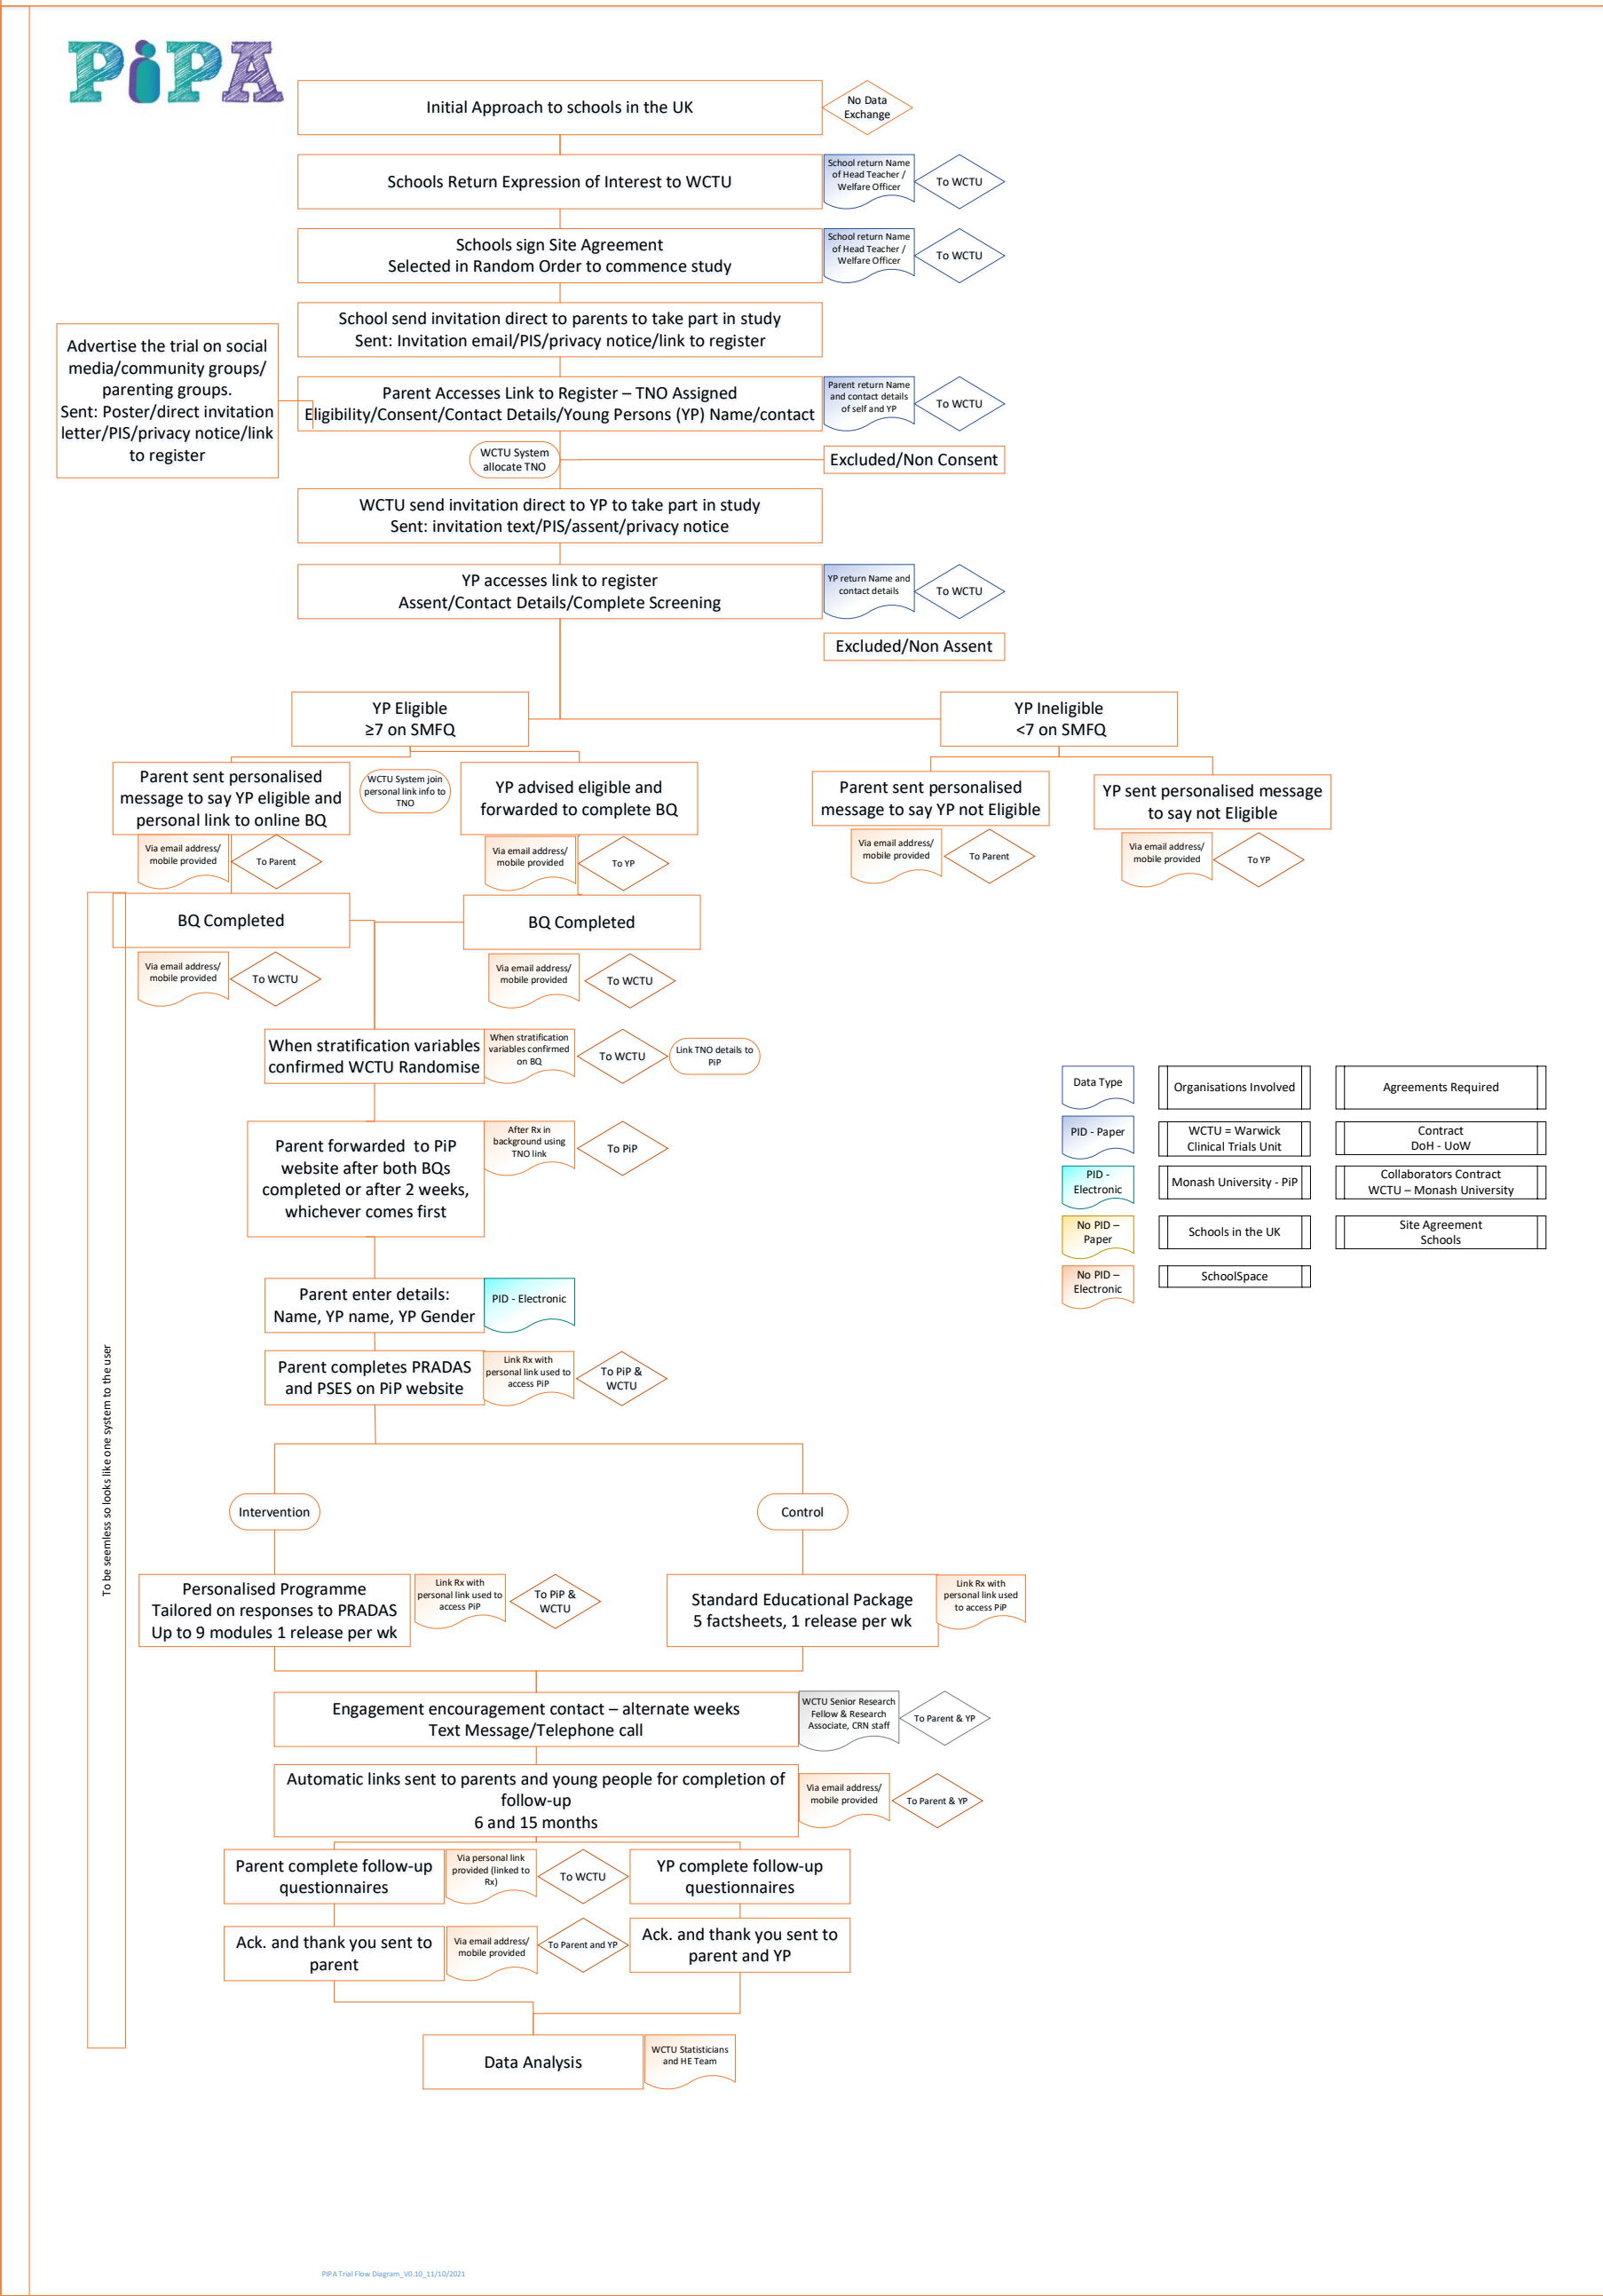 PiPA
Initial Approach to schools in the UK
No Data
Exchange
Schools Return Expression of Interest to WCTU
School return Name
of Head Teacher /
Welfare Officer
To WCTU
Schools sign Site Agreement
Selected in Random Order to commence study
School return Name
of Head Teacher /
Welfare Officer
To WCTU
School send invitation direct to parents to take part in study
Sent: Invitation email/PIS/privacy notice/link to register
Advertise the trial on social
media/community groups/
parenting groups.
Sent: Poster/direct invitation
letter/PIS/privacy notice/link
to register
Parent Accesses Link to Register – TNO Assigned
Eligibility/Consent/Contact Details/Young Persons (YP) Name/contact
Parent return Name
and contact details
of self and YP
To WCTU
WCTU System
allocate TNO
Excluded/Non Consent
WCTU send invitation direct to YP to take part in study
Sent: invitation text/PIS/assent/privacy notice
YP accesses link to register
Assent/Contact Details/Complete Screening
YP return Name and
contact details
To WCTU
Excluded/Non Assent
YP Eligible
≥7 on SMFQ
YP Ineligible
<7 on SMFQ
Parent sent personalised
message to say YP eligible and
personal link to online BQ
WCTU System join
personal link info to
TNO
YP advised eligible and
forwarded to complete BQ
Parent sent personalised
message to say YP not Eligible
YP sent personalised message
to say not Eligible
Via email address/
mobile provided
To Parent
Via email address/
mobile provided
To YP
Via email address/
mobile provided
To Parent
Via email address/
mobile provided
To YP
BQ Completed
BQ Completed
Via email address/
mobile provided
To WCTU
Via email address/
mobile provided
To WCTU
When stratification variables
confirmed WCTU Randomise
When stratification
variables confirmed
on BQ
To WCTU
Link TNO details to
PiP
Parent forwarded  to PiP
website after both BQs
completed or after 2 weeks,
whichever comes first
After Rx in
background using
TNO link
To PiP
Parent enter details:
Name, YP name, YP Gender
PID - Electronic
Parent completes PRADAS
and PSES on PiP website
Link Rx with
personal link used to
access PiP
To PiP &
WCTU
Data Type
Organisations Involved
Agreements Required
PID - Paper
WCTU = Warwick
Clinical Trials Unit
Contract
DoH - UoW
PID -
Electronic
Monash University - PiP
Collaborators Contract
WCTU – Monash University
No PID –
Paper
Schools in the UK
Site Agreement
Schools
No PID –
Electronic
SchoolSpace
To be seemless so looks like one system to the user
Intervention
Control
Personalised Programme
Tailored on responses to PRADAS
Up to 9 modules 1 release per wk
Link Rx with
personal link used to
access PiP
To PiP &
WCTU
Standard Educational Package
5 factsheets, 1 release per wk
Link Rx with
personal link used
to access PiP
Engagement encouragement contact – alternate weeks
Text Message/Telephone call
WCTU Senior Research
Fellow & Research
Associate, CRN staff
To Parent & YP
Automatic links sent to parents and young people for completion of
follow-up
6 and 15 months
Via email address/
mobile provided
To Parent & YP
Parent complete follow-up
questionnaires
Via personal link
provided (linked to
Rx)
To WCTU
YP complete follow-up
questionnaires
Ack. and thank you sent to
parent
Via email address/
mobile provided
To Parent and YP
Ack. and thank you sent to
parent and YP
Data Analysis
WCTU Statisticians
and HE Team
PIPA Trial Flow Diagram_V0.10_11/10/2021